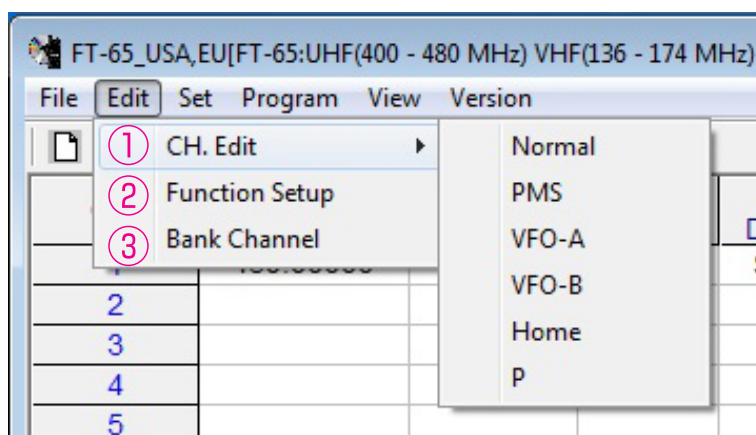 FT-65_USA,EU[FT-65:UHF(400 - 480 MHz) VHF(136 - 174 MHz)
File Edit Set Program View Version
① CH. Edit Normal
② Function Setup PMS
③ Bank Channel VFO-A
VFO-B
Home
P
2
3
4
5